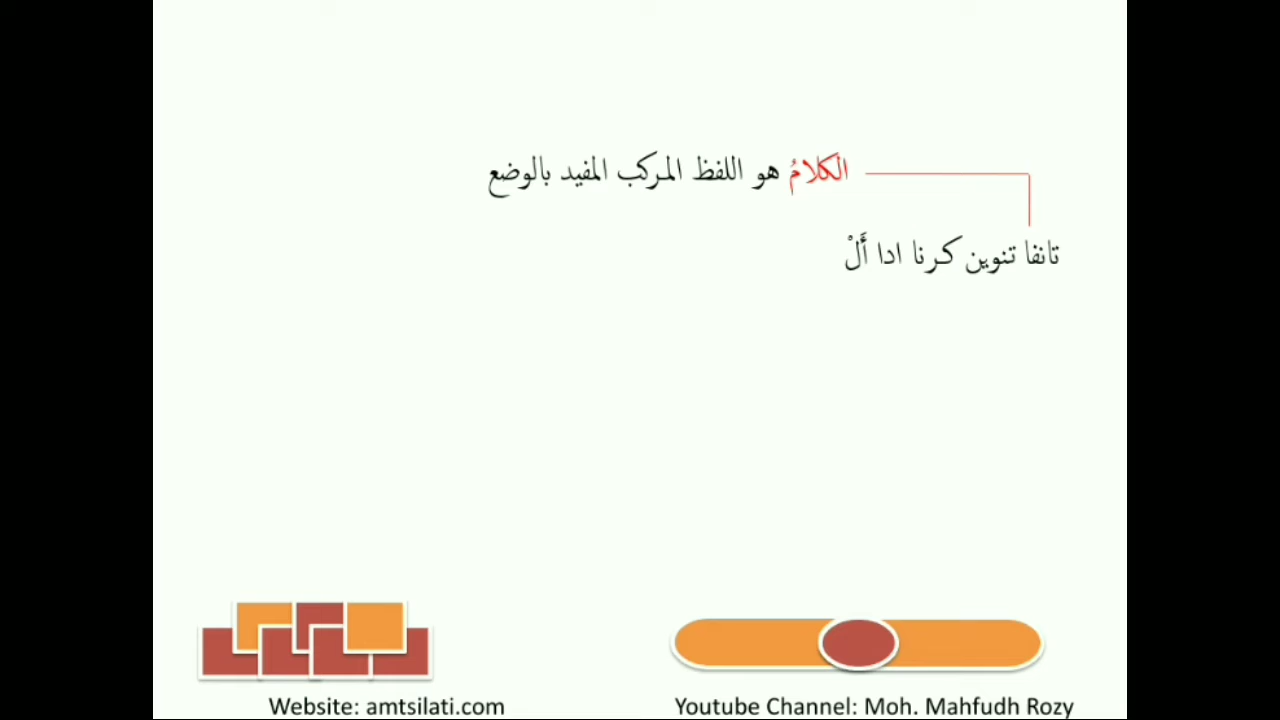 الكلامُ هو اللفظ المركب المفيد بالوضع
تانفا تنوين كرنا ادا أَلْ
Website: amtsilati.com
Youtube Channel: Moh. Mahfudh Rozy